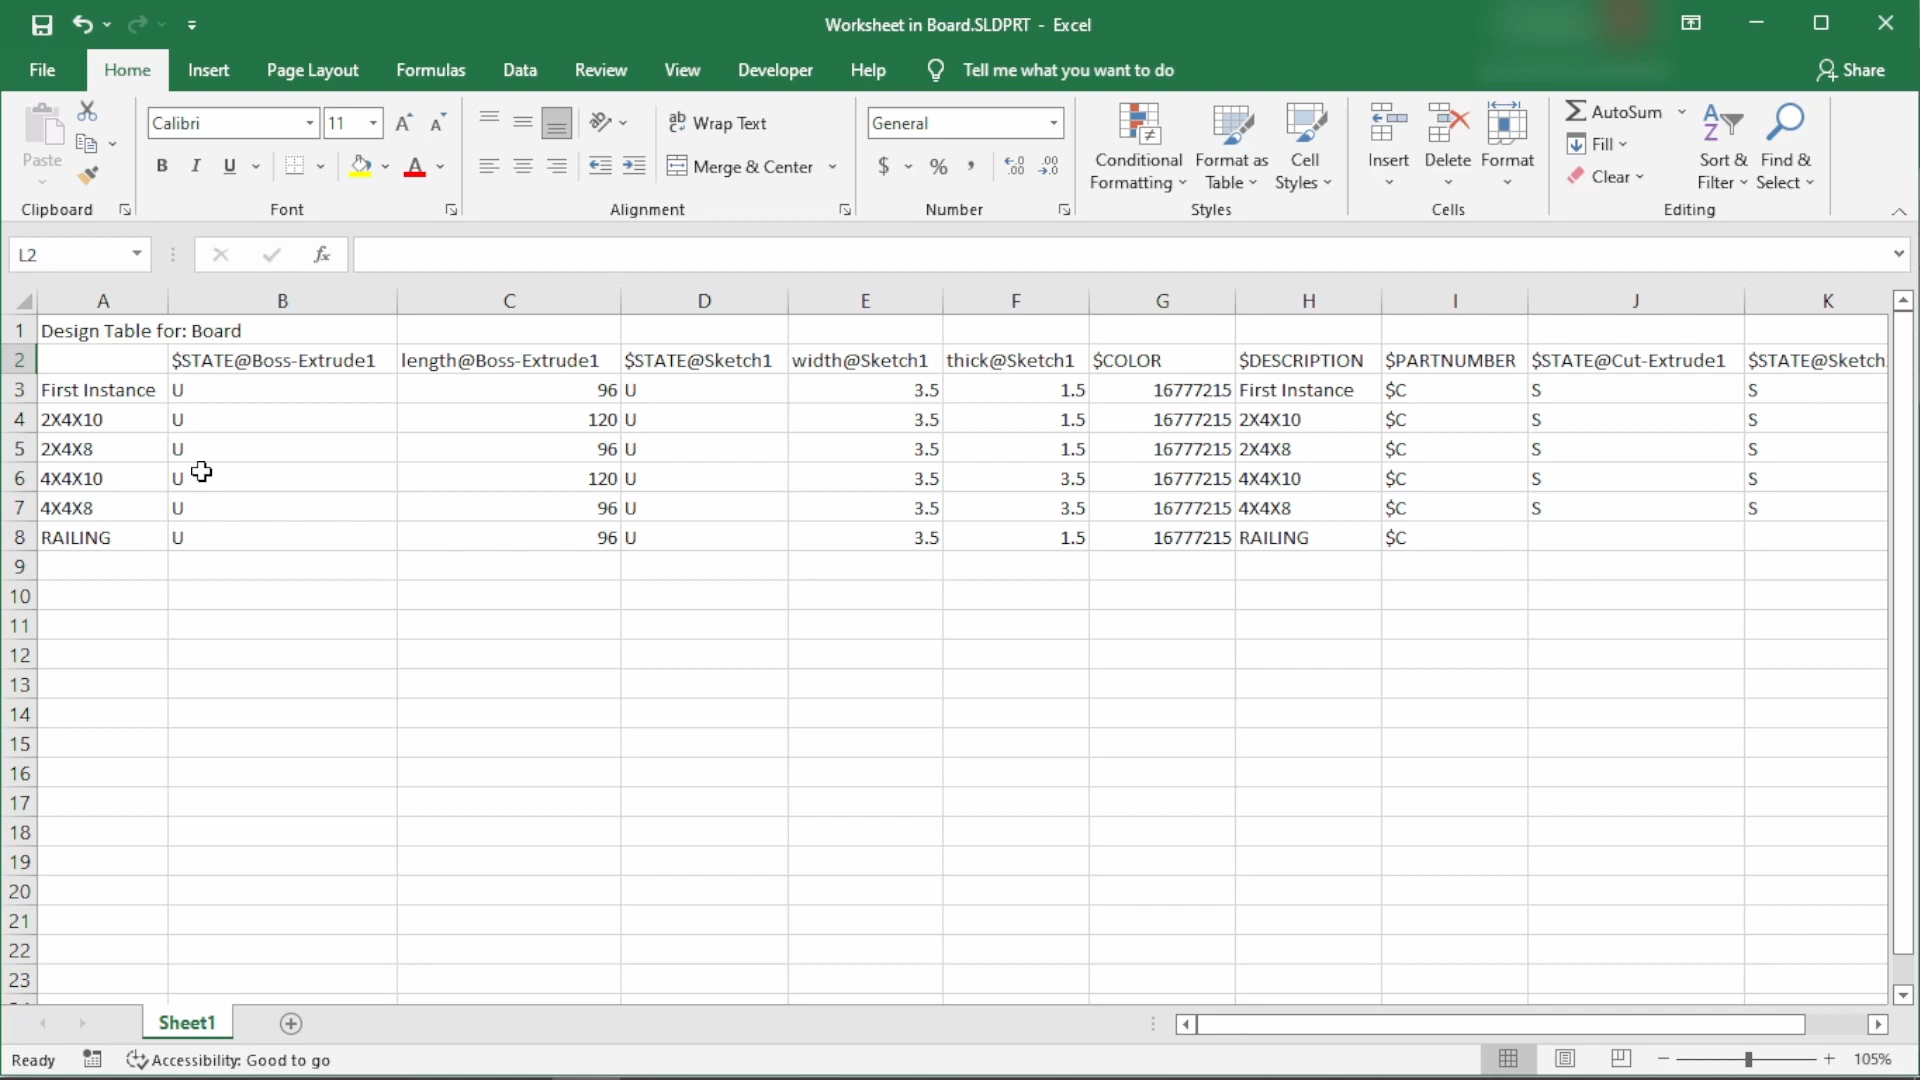 Worksheet in Board.SLDPRT - Excel
File Home Insert Page Layout Formulas Data Review View Developer Help Tell me what you want to do Share
Paste
Clipboard
Calibri 11
B I U
Font
Wrap Text
Merge & Center
Alignment
General
$ % ,
Number
Conditional Formatting
Format as Table
Cell Styles
Styles
Insert
Delete
Format
Cells
AutoSum
Fill
Clear
Sort & Filter
Find & Select
Editing
L2 fx
A B C D E F G H I J K
1 Design Table for: Board
2 $STATE@Boss-Extrude1 length@Boss-Extrude1 $STATE@Sketch1 width@Sketch1 thick@Sketch1 $COLOR $DESCRIPTION $PARTNUMBER $STATE@Cut-Extrude1 $STATE@Sketch
3 First Instance U 96 U 3.5 1.5 16777215 First Instance $C S S
4 2X4X10 U 120 U 3.5 1.5 16777215 2X4X10 $C S S
5 2X4X8 U 96 U 3.5 1.5 16777215 2X4X8 $C S S
6 4X4X10 U 120 U 3.5 3.5 16777215 4X4X10 $C S S
7 4X4X8 U 96 U 3.5 3.5 16777215 4X4X8 $C S S
8 RAILING U 96 U 3.5 1.5 16777215 RAILING $C
9
10
11
12
13
14
15
16
17
18
19
20
21
22
23
Sheet1
Ready Accessibility: Good to go 105%